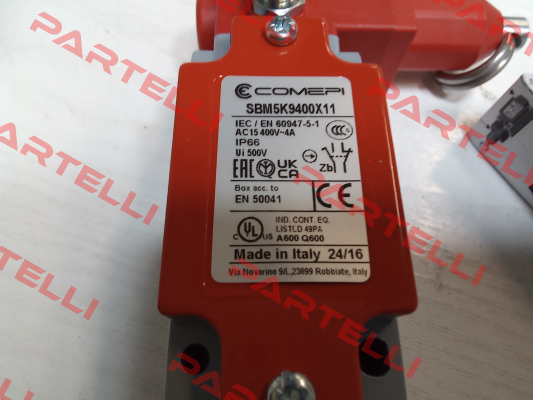 COMEPI
SBM5K9400X11
IEC / EN 60947-5-1
AC15 400V~4A
IP66
Ui 500V
EAC UK CA CCC Zb
Box acc. to
EN 50041
CE
IND. CONT. EQ.
C UL US LISTED 49PA
A600 Q600
Made in Italy 24/16
Via Novarino 9/L,23899 Robbiate, Italy
PARTELLI
PARTELLI
PARTELLI
PARTELLI
PARTELLI